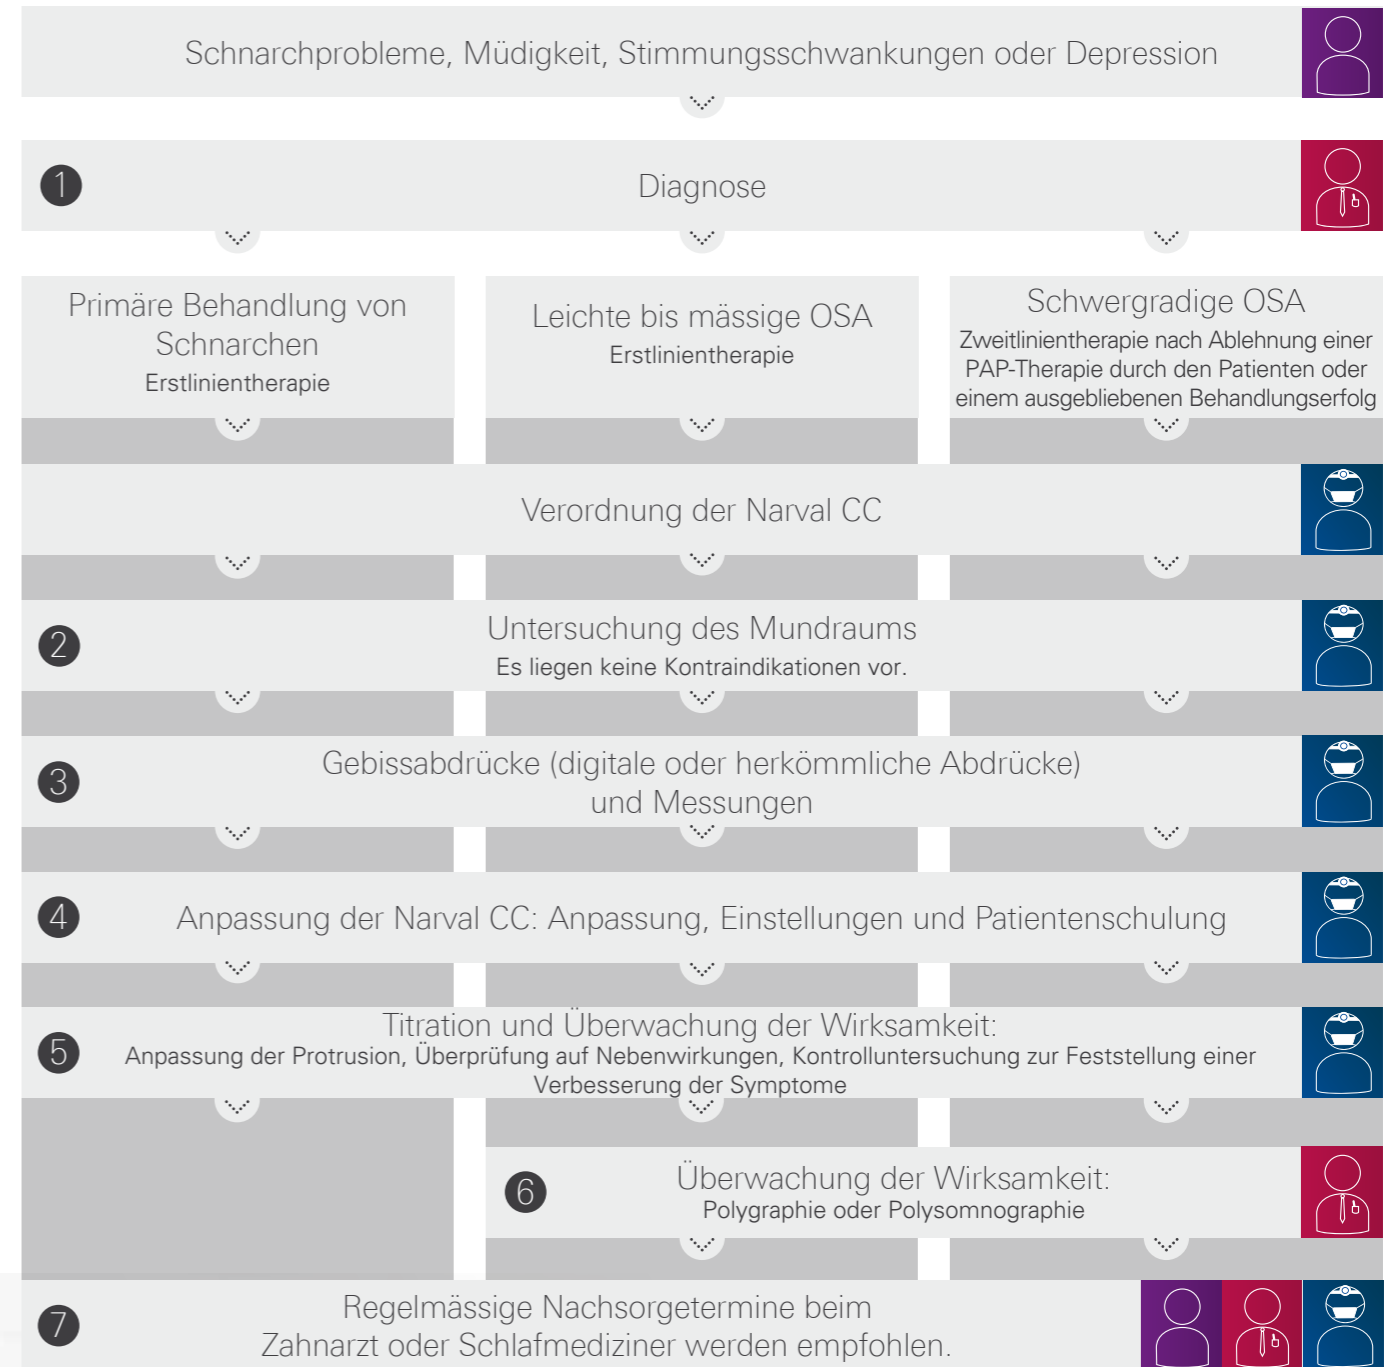 Schnarchprobleme, Müdigkeit, Stimmungsschwankungen oder Depression
1
Diagnose
Primäre Behandlung von
Schnarchen
Erstlinientherapie
Leichte bis mässige OSA
Erstlinientherapie
Schwergradige OSA
Zweitlinientherapie nach Ablehnung einer
PAP-Therapie durch den Patienten oder
einem ausgebliebenen Behandlungserfolg
Verordnung der Narval CC
2
Untersuchung des Mundraums
Es liegen keine Kontraindikationen vor.
3
Gebissabdrücke (digitale oder herkömmliche Abdrücke)
und Messungen
4
Anpassung der Narval CC: Anpassung, Einstellungen und Patientenschulung
5
Titration und Überwachung der Wirksamkeit:
Anpassung der Protrusion, Überprüfung auf Nebenwirkungen, Kontrolluntersuchung zur Feststellung einer
Verbesserung der Symptome
6
Überwachung der Wirksamkeit:
Polygraphie oder Polysomnographie
7
Regelmässige Nachsorgetermine beim
Zahnarzt oder Schlafmediziner werden empfohlen.